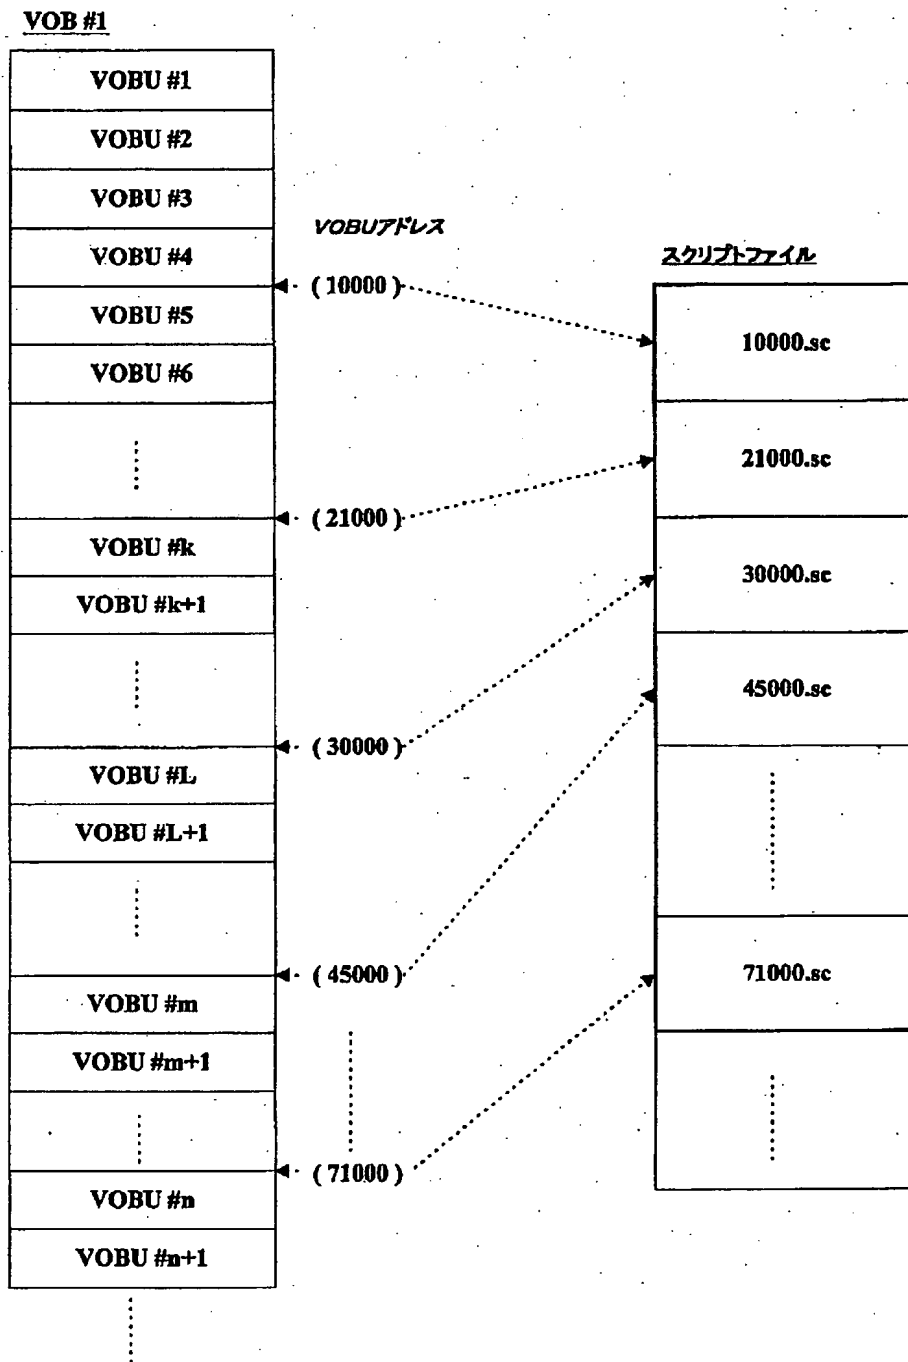 VOB #1
VOBU #1
VOBU #2
VOBU #3
VOBU #4
VOBU #5
VOBU #6
VOBU #k
VOBU #k+1
VOBU #L
VOBU #L+1
VOBU #m
VOBU #m+1
VOBU #n
VOBU #n+1
VOBUアドレス
( 10000 )
( 21000 )
( 30000 )
( 45000 )
( 71000 )
スクリプトファイル
10000.sc
21000.sc
30000.sc
45000.sc
71000.sc